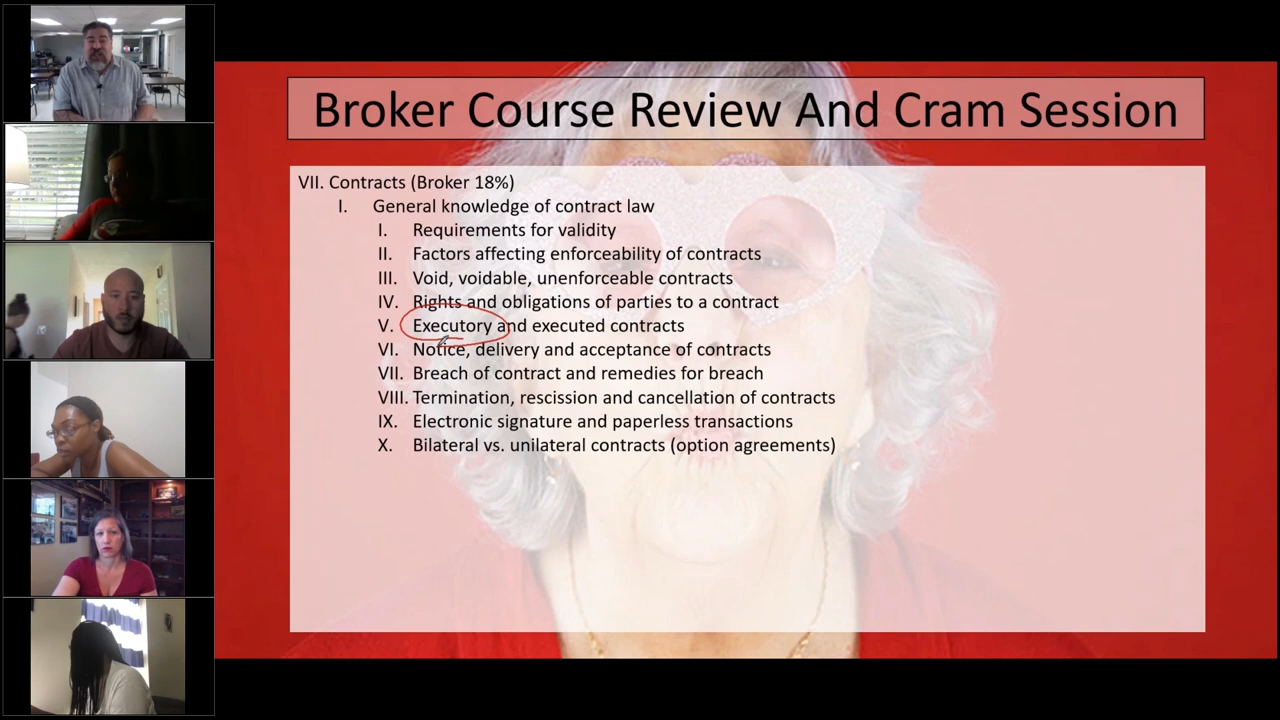 Broker Course Review And Cram Session
VII. Contracts (Broker 18%)
I. General knowledge of contract law
I. Requirements for validity
II. Factors affecting enforceability of contracts
III. Void, voidable, unenforceable contracts
IV. Rights and obligations of parties to a contract
V. Executory and executed contracts
VI. Notice, delivery and acceptance of contracts
VII. Breach of contract and remedies for breach
VIII. Termination, rescission and cancellation of contracts
IX. Electronic signature and paperless transactions
X. Bilateral vs. unilateral contracts (option agreements)